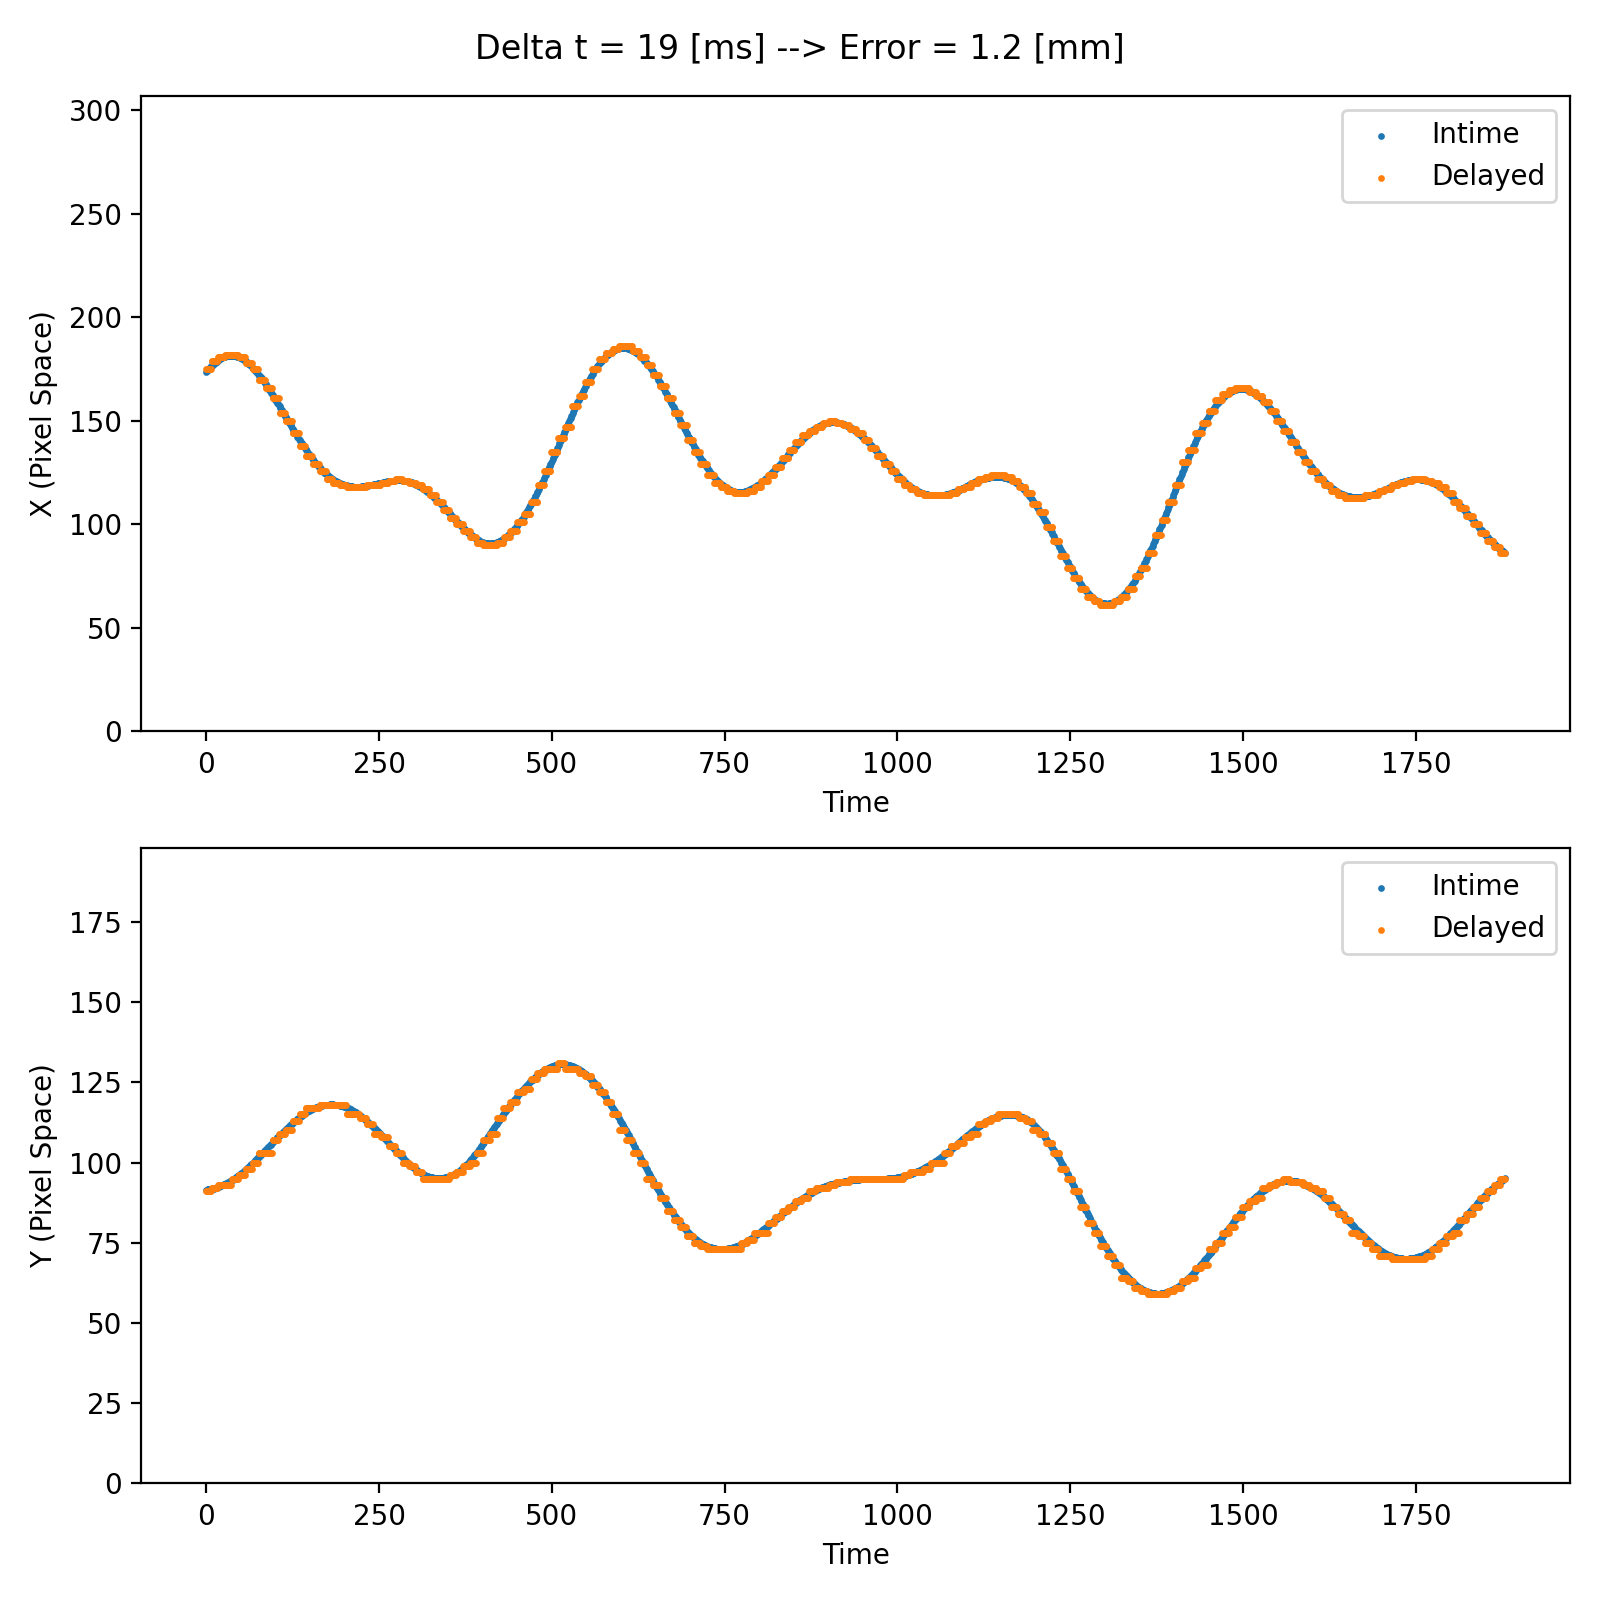 Delta t = 19 [ms] --> Error = 1.2 [mm]
300
250
200
150
100
50
0
X (Pixel Space)
Intime
Delayed
0 250 500 750 1000 1250 1500 1750
Time
175
150
125
100
75
50
25
0
Y (Pixel Space)
Intime
Delayed
0 250 500 750 1000 1250 1500 1750
Time